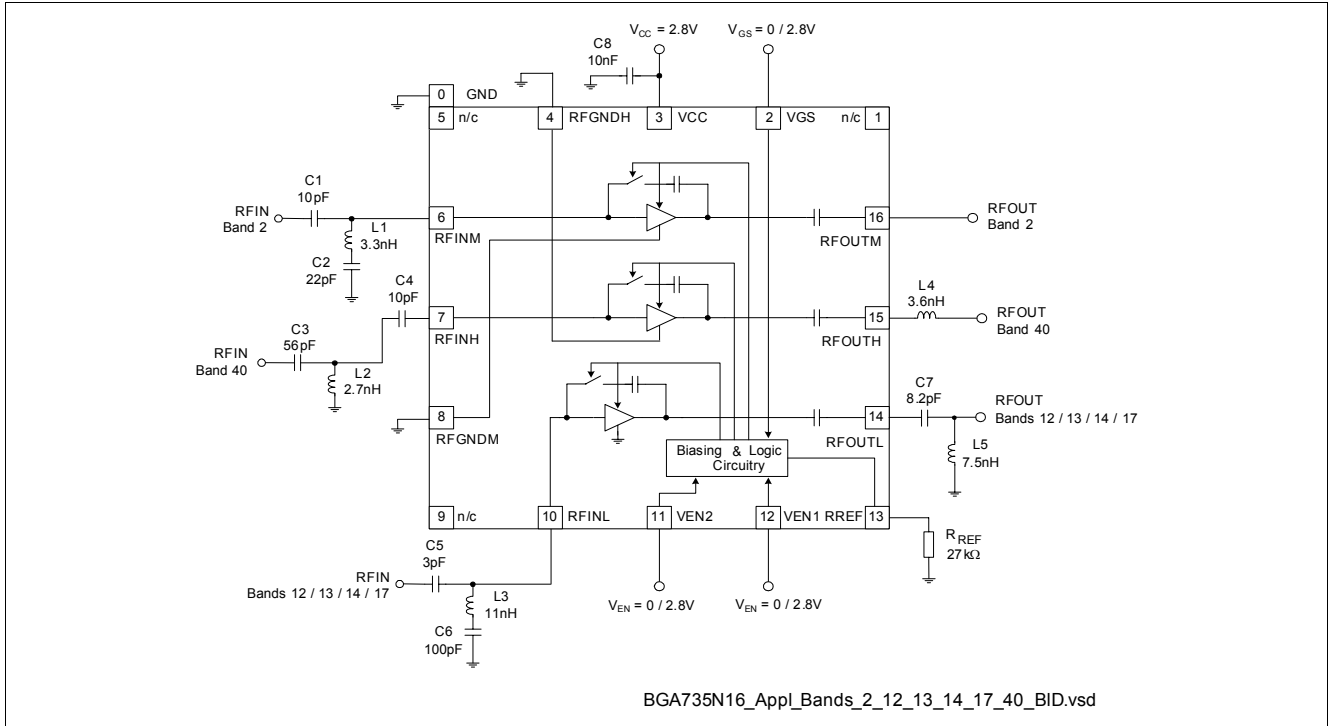 VCC = 2.8V
VGS = 0 / 2.8V
C8
10nF
0
GND
5
n/c
4
RFGNDH
3
VCC
2
VGS
n/c
1
C1
10pF
RFIN
Band 2
L1
3.3nH
C2
22pF
6
RFINM
16
RFOUTM
RFOUT
Band 2
C4
10pF
7
RFINH
C3
56pF
RFIN
Band 40
L2
2.7nH
15
RFOUTH
L4
3.6nH
RFOUT
Band 40
8
RFGNDM
14
RFOUTL
C7
8.2pF
RFOUT
Bands 12 / 13 / 14 / 17
L5
7.5nH
Biasing & Logic
Circuitry
9
n/c
10
RFINL
11
VEN2
12
VEN1
RREF
13
RREF
27kΩ
C5
3pF
RFIN
Bands 12 / 13 / 14 / 17
L3
11nH
C6
100pF
VEN = 0 / 2.8V
VEN = 0 / 2.8V
BGA735N16_Appl_Bands_2_12_13_14_17_40_BID.vsd